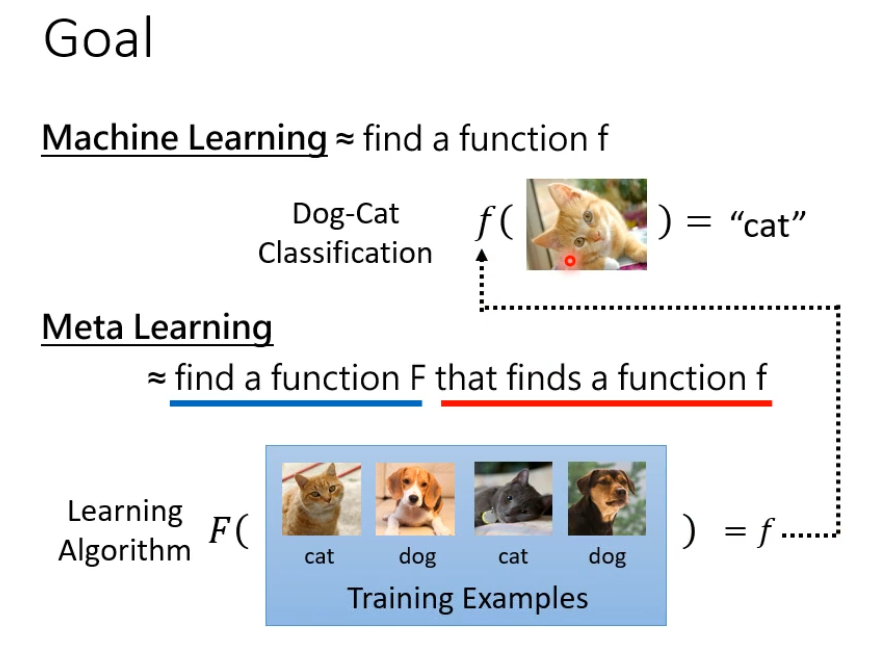 Goal
Machine Learning ≈ find a function f
Dog-Cat
Classification
f( ) = “cat”
Meta Learning
≈ find a function F that finds a function f
Learning
Algorithm
F( ) = f
cat dog cat dog
Training Examples